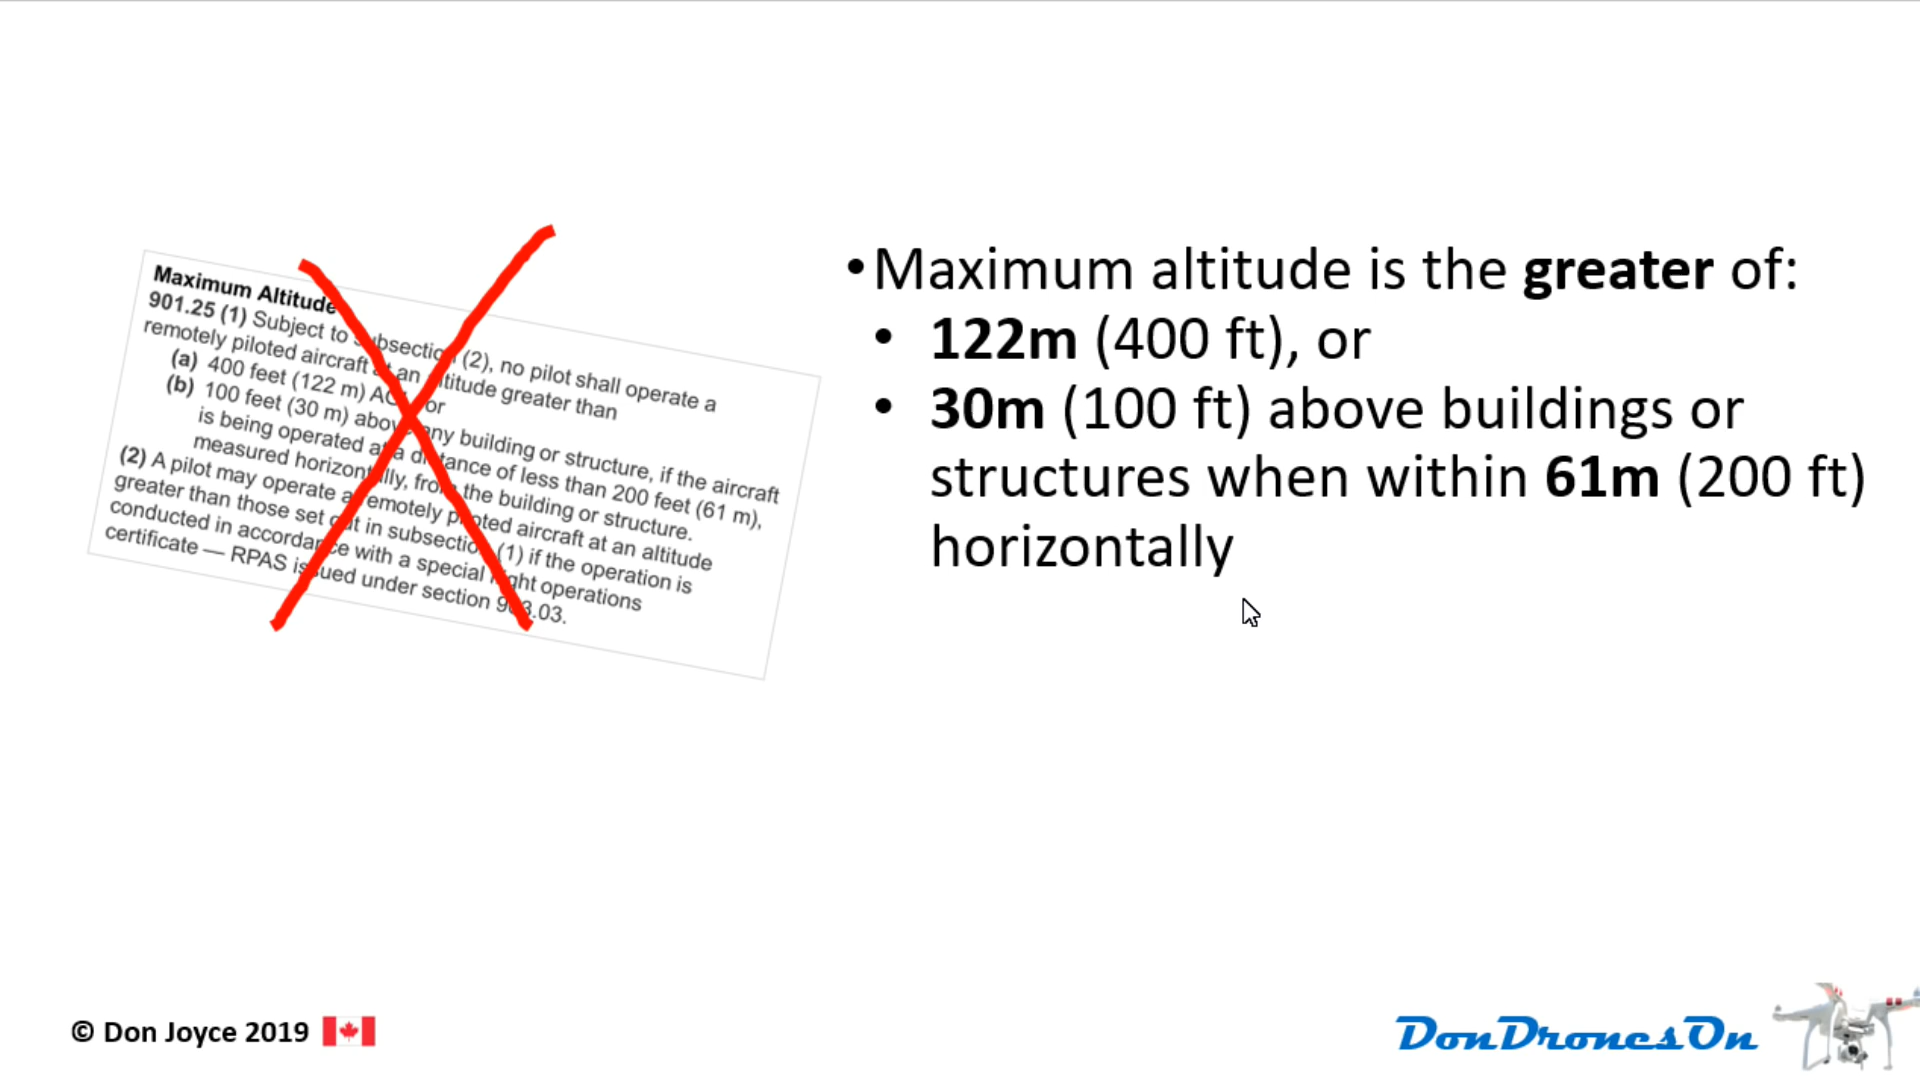 Maximum Altitude
901.25 (1) Subject to subsection (2), no pilot shall operate a
remotely piloted aircraft at an altitude greater than
(a) 400 feet (122 m) AGL, or
(b) 100 feet (30 m) above any building or structure, if the aircraft
is being operated at a distance of less than 200 feet (61 m),
measured horizontally, from the building or structure.
(2) A pilot may operate a remotely piloted aircraft at an altitude
greater than those set out in subsection (1) if the operation is
conducted in accordance with a special flight operations
certificate — RPAS issued under section 903.03.
•Maximum altitude is the greater of:
• 122m (400 ft), or
• 30m (100 ft) above buildings or
structures when within 61m (200 ft)
horizontally
© Don Joyce 2019
DonDronesOn